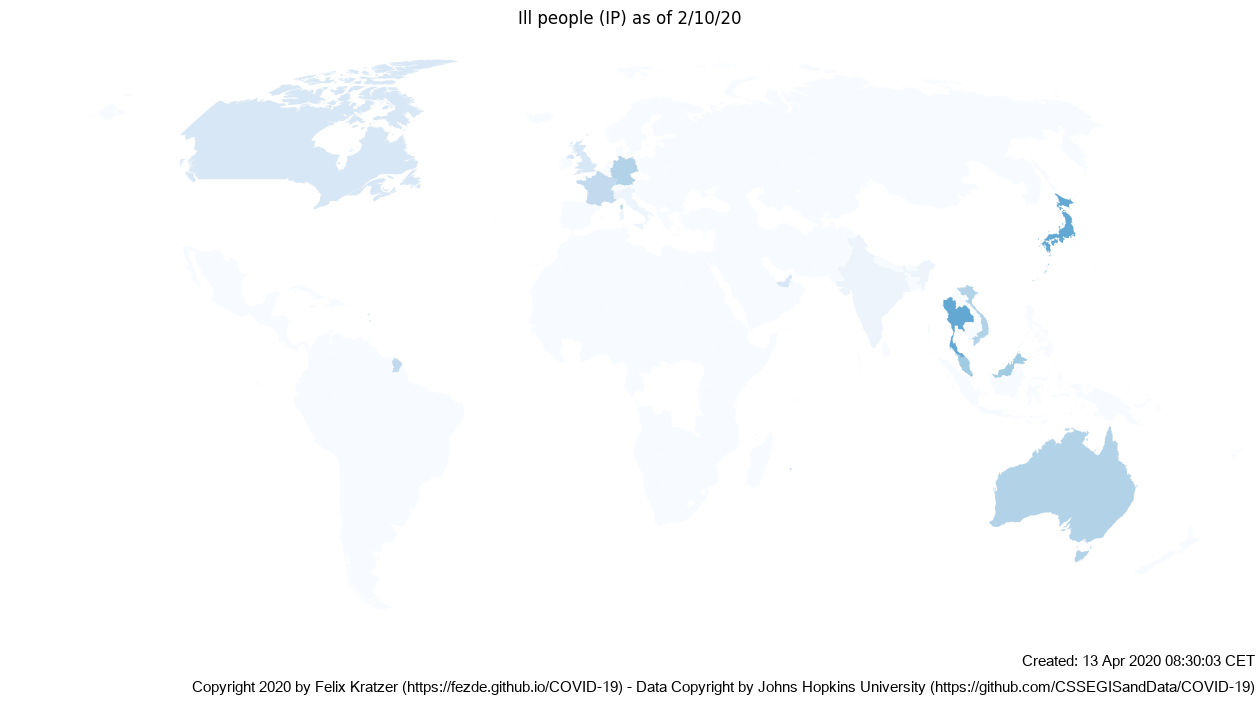 Ill people (IP) as of 2/10/20
Created: 13 Apr 2020 08:30:03 CET
Copyright 2020 by Felix Kratzer (https://fezde.github.io/COVID-19) - Data Copyright by Johns Hopkins University (https://github.com/CSSEGISandData/COVID-19)